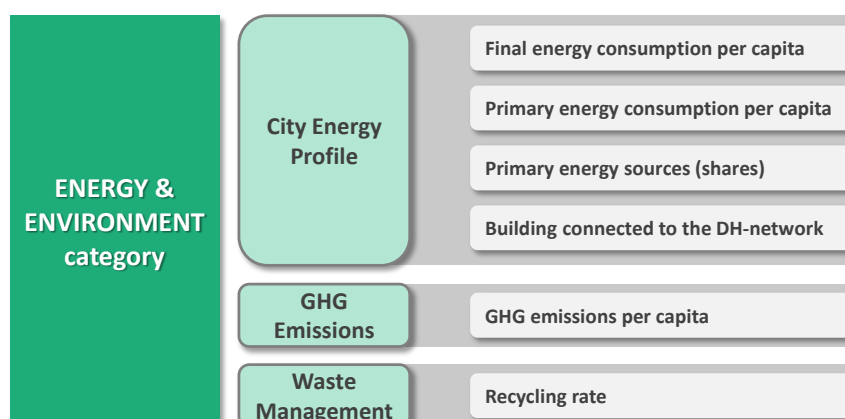 ENERGY &
ENVIRONMENT
category
City Energy
Profile
Final energy consumption per capita
Primary energy consumption per capita
Primary energy sources (shares)
Building connected to the DH-network
GHG
Emissions
GHG emissions per capita
Waste
Management
Recycling rate